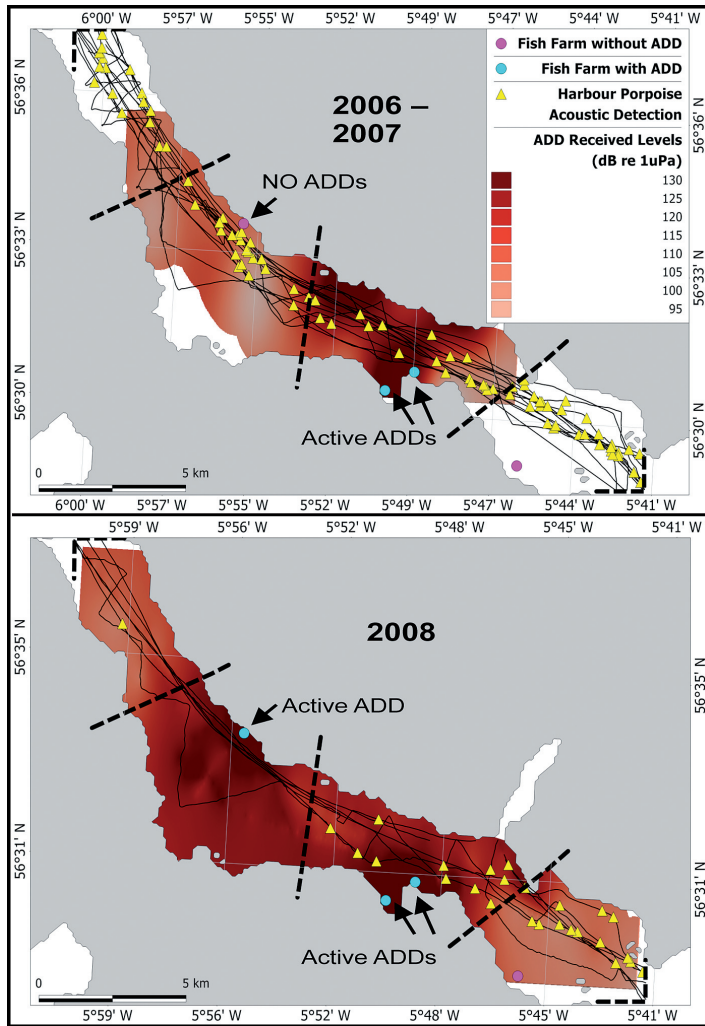 6°00' W 5°57' W 5°55' W 5°52' W 5°49' W 5°47' W 5°44' W 5°41' W
56°36' N
56°33' N
56°30' N
56°36' N
56°33' N
56°30' N
2006 –
2007
NO ADDs
Active ADDs
Fish Farm without ADD
Fish Farm with ADD
Harbour Porpoise
Acoustic Detection
ADD Received Levels
(dB re 1uPa)
130
125
120
115
110
105
100
95
0 5 km
6°00' W 5°57' W 5°55' W 5°52' W 5°49' W 5°47' W 5°44' W 5°41' W
5°59' W 5°56' W 5°52' W 5°48' W 5°45' W 5°41' W
56°35' N
56°31' N
56°35' N
56°31' N
2008
Active ADD
Active ADDs
0 5 km
5°59' W 5°56' W 5°52' W 5°48' W 5°45' W 5°41' W